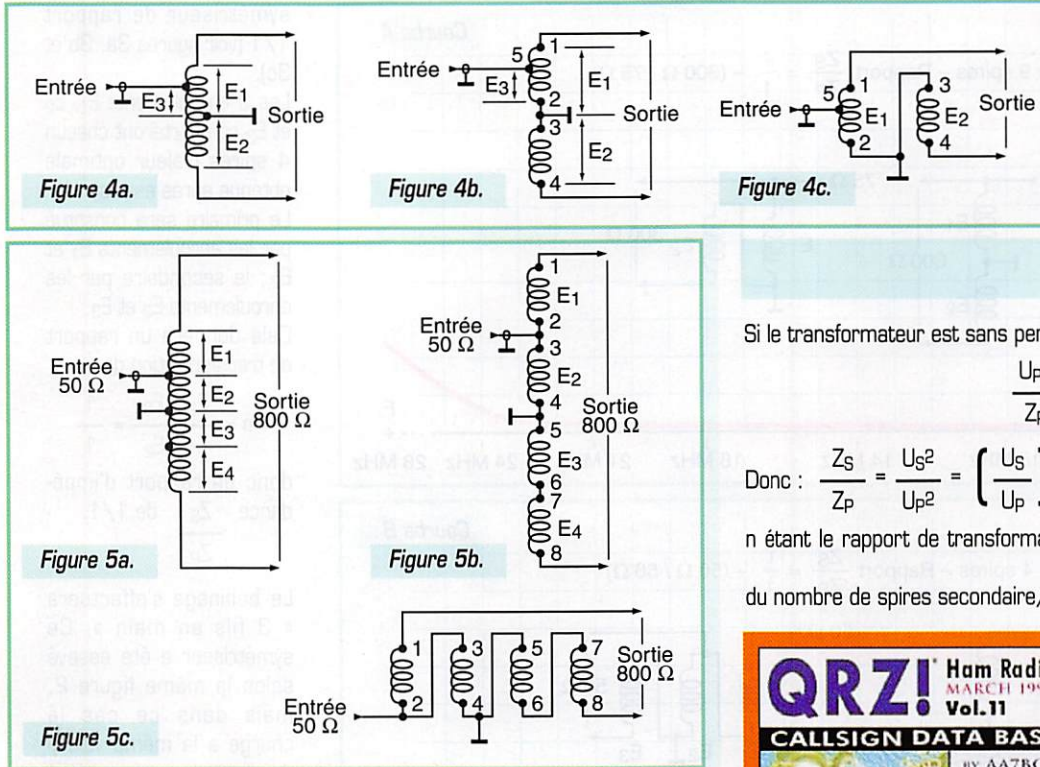 Entrée
E3
E1
E2
Sortie
Figure 4a.
Entrée
5
1
E3
2
3
4
E1
E2
Sortie
Figure 4b.
Entrée
5
1
E1
2
3
E2
4
Sortie
Figure 4c.
Entrée
50 Ω
E1
E2
E3
E4
Sortie
800 Ω
Figure 5a.
Entrée
50 Ω
1
E1
2
3
E2
4
5
E3
6
7
E4
8
Sortie
800 Ω
Figure 5b.
Entrée
50 Ω
1
2
3
4
5
6
7
8
Sortie
800 Ω
Figure 5c.
Si le transformateur est sans
Donc : ZS / ZP = US² / UP² = ( US / UP
n étant le rapport de
du nombre de spires secondaire/
QRZ! Ham
MARCH
Vol.11
CALLSIGN DATA
BY